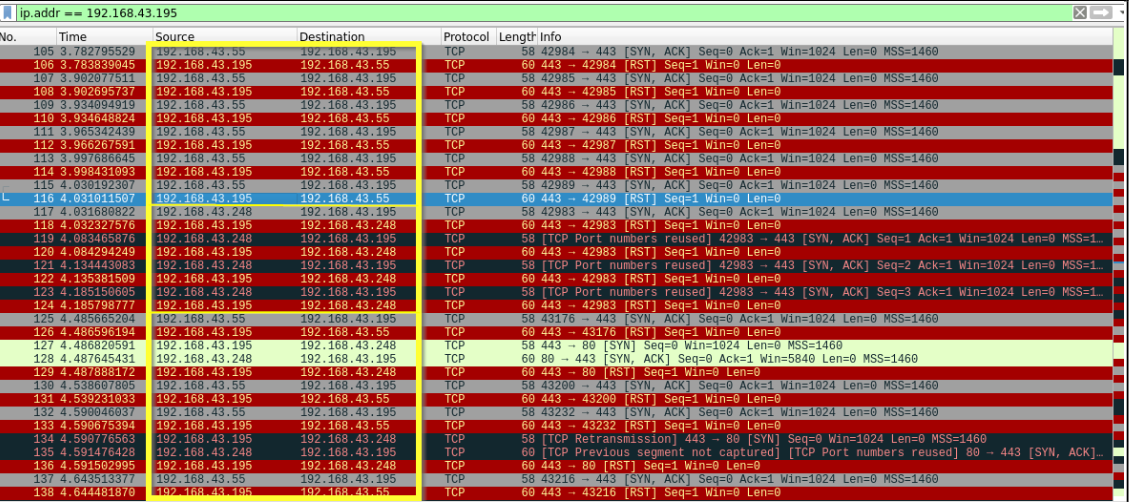 ip.addr == 192.168.43.195
No. Time Source Destination Protocol Length Info
105 3.782795529 192.168.43.55 192.168.43.195 TCP 58 42984 → 443 [SYN, ACK] Seq=0 Ack=1 Win=1024 Len=0 MSS=1460
106 3.783839045 192.168.43.195 192.168.43.55 TCP 60 443 → 42984 [RST] Seq=1 Win=0 Len=0
107 3.902077511 192.168.43.55 192.168.43.195 TCP 58 42985 → 443 [SYN, ACK] Seq=0 Ack=1 Win=1024 Len=0 MSS=1460
108 3.902695737 192.168.43.195 192.168.43.55 TCP 60 443 → 42985 [RST] Seq=1 Win=0 Len=0
109 3.934094919 192.168.43.55 192.168.43.195 TCP 58 42986 → 443 [SYN, ACK] Seq=0 Ack=1 Win=1024 Len=0 MSS=1460
110 3.934648824 192.168.43.195 192.168.43.55 TCP 60 443 → 42986 [RST] Seq=1 Win=0 Len=0
111 3.965342439 192.168.43.55 192.168.43.195 TCP 58 42987 → 443 [SYN, ACK] Seq=0 Ack=1 Win=1024 Len=0 MSS=1460
112 3.966267591 192.168.43.195 192.168.43.55 TCP 60 443 → 42987 [RST] Seq=1 Win=0 Len=0
113 3.997686645 192.168.43.55 192.168.43.195 TCP 58 42988 → 443 [SYN, ACK] Seq=0 Ack=1 Win=1024 Len=0 MSS=1460
114 3.998431093 192.168.43.195 192.168.43.55 TCP 60 443 → 42988 [RST] Seq=1 Win=0 Len=0
115 4.030192307 192.168.43.55 192.168.43.195 TCP 58 42989 → 443 [SYN, ACK] Seq=0 Ack=1 Win=1024 Len=0 MSS=1460
116 4.031011507 192.168.43.195 192.168.43.55 TCP 60 443 → 42989 [RST] Seq=1 Win=0 Len=0
117 4.031680822 192.168.43.248 192.168.43.195 TCP 58 42983 → 443 [SYN, ACK] Seq=0 Ack=1 Win=1024 Len=0 MSS=1460
118 4.032327576 192.168.43.195 192.168.43.248 TCP 60 443 → 42983 [RST] Seq=1 Win=0 Len=0
119 4.083465876 192.168.43.248 192.168.43.195 TCP 58 [TCP Port numbers reused] 42983 → 443 [SYN, ACK] Seq=1 Ack=1 Win=1024 Len=0 MSS=1…
120 4.084294249 192.168.43.195 192.168.43.248 TCP 60 443 → 42983 [RST] Seq=1 Win=0 Len=0
121 4.134443083 192.168.43.248 192.168.43.195 TCP 58 [TCP Port numbers reused] 42983 → 443 [SYN, ACK] Seq=2 Ack=1 Win=1024 Len=0 MSS=1…
122 4.135381509 192.168.43.195 192.168.43.248 TCP 60 443 → 42983 [RST] Seq=1 Win=0 Len=0
123 4.185150605 192.168.43.248 192.168.43.195 TCP 58 [TCP Port numbers reused] 42983 → 443 [SYN, ACK] Seq=3 Ack=1 Win=1024 Len=0 MSS=1…
124 4.185798777 192.168.43.195 192.168.43.248 TCP 60 443 → 42983 [RST] Seq=1 Win=0 Len=0
125 4.485665204 192.168.43.55 192.168.43.195 TCP 58 43176 → 443 [SYN, ACK] Seq=0 Ack=1 Win=1024 Len=0 MSS=1460
126 4.486596194 192.168.43.195 192.168.43.55 TCP 60 443 → 43176 [RST] Seq=1 Win=0 Len=0
127 4.486820591 192.168.43.195 192.168.43.248 TCP 58 443 → 80 [SYN] Seq=0 Win=1024 Len=0 MSS=1460
128 4.487645431 192.168.43.248 192.168.43.195 TCP 60 80 → 443 [SYN, ACK] Seq=0 Ack=1 Win=5840 Len=0 MSS=1460
129 4.487888172 192.168.43.195 192.168.43.248 TCP 60 443 → 80 [RST] Seq=1 Win=0 Len=0
130 4.538607805 192.168.43.55 192.168.43.195 TCP 58 43200 → 443 [SYN, ACK] Seq=0 Ack=1 Win=1024 Len=0 MSS=1460
131 4.539231033 192.168.43.195 192.168.43.55 TCP 60 443 → 43200 [RST] Seq=1 Win=0 Len=0
132 4.590046037 192.168.43.55 192.168.43.195 TCP 58 43232 → 443 [SYN, ACK] Seq=0 Ack=1 Win=1024 Len=0 MSS=1460
133 4.590675394 192.168.43.195 192.168.43.55 TCP 60 443 → 43232 [RST] Seq=1 Win=0 Len=0
134 4.590776563 192.168.43.195 192.168.43.248 TCP 58 [TCP Retransmission] 443 → 80 [SYN] Seq=0 Win=1024 Len=0 MSS=1460
135 4.591476428 192.168.43.248 192.168.43.195 TCP 60 [TCP Previous segment not captured] [TCP Port numbers reused] 80 → 443 [SYN, ACK]…
136 4.591502995 192.168.43.195 192.168.43.248 TCP 60 443 → 80 [RST] Seq=1 Win=0 Len=0
137 4.643513377 192.168.43.55 192.168.43.195 TCP 58 43216 → 443 [SYN, ACK] Seq=0 Ack=1 Win=1024 Len=0 MSS=1460
138 4.644481870 192.168.43.195 192.168.43.55 TCP 60 443 → 43216 [RST] Seq=1 Win=0 Len=0